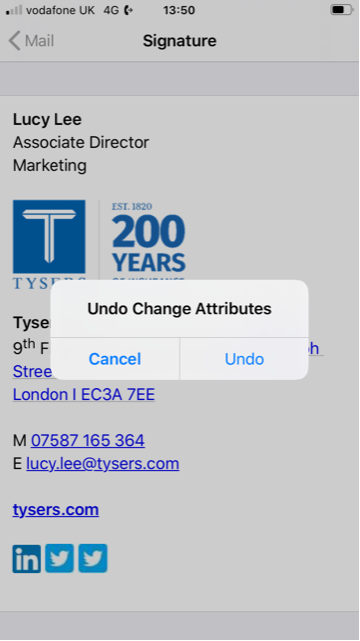 vodafone UK 4G 13:50
Mail Signature
Lucy Lee
Associate Director
Marketing
EST. 1820
200
YEARS
TYSERS
Undo Change Attributes
Cancel Undo
Tyse
9th F
Stree
London | EC3A 7EE
M 07587 165 364
E lucy.lee@tysers.com
tysers.com
in